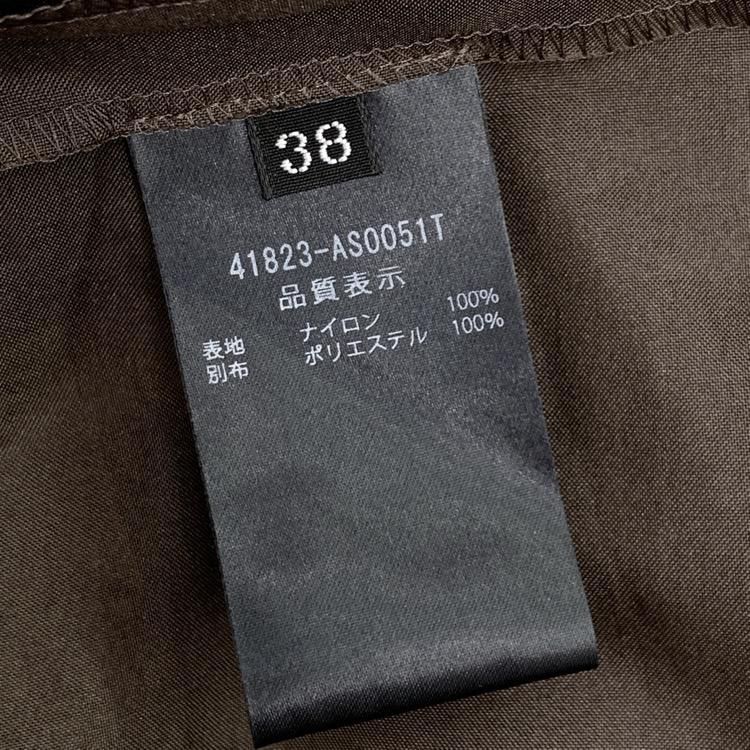 38
41823-AS0051T
品質表示
表地 ナイロン 100%
別布 ポリエステル 100%